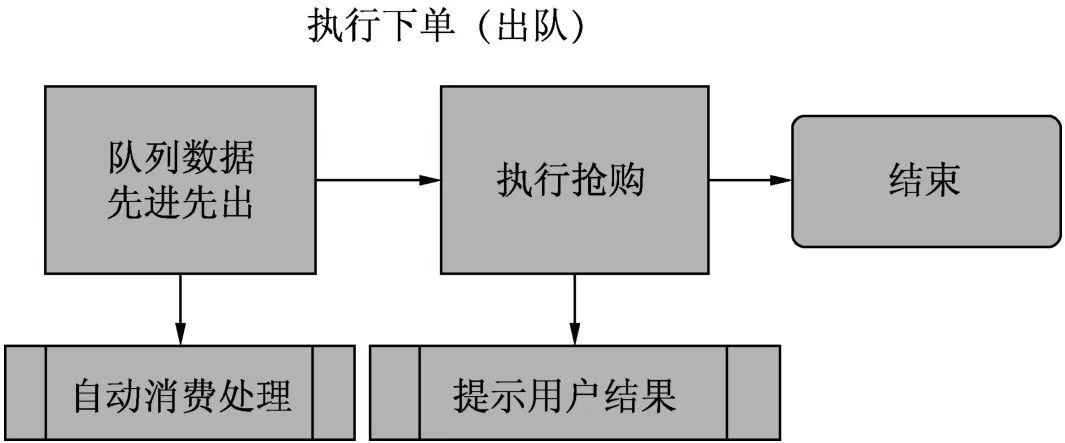 执行下单（出队）
队列数据
先进先出
执行抢购
结束
自动消费处理
提示用户结果